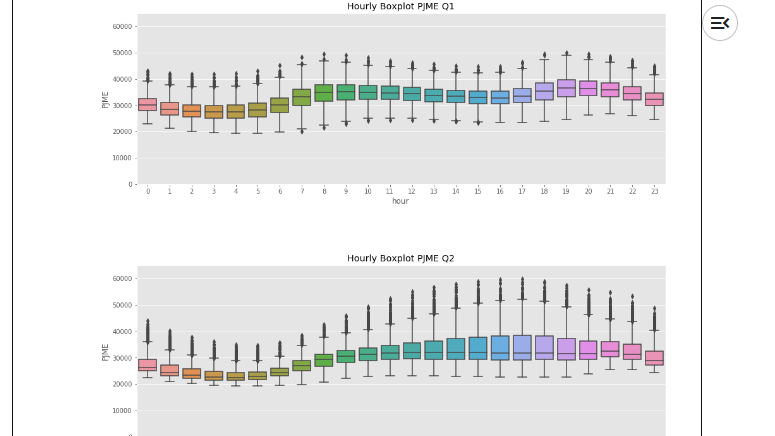 Hourly Boxplot PJME Q1
60000
50000
40000
30000
20000
10000
0
PJME
0 1 2 3 4 5 6 7 8 9 10 11 12 13 14 15 16 17 18 19 20 21 22 23
hour
Hourly Boxplot PJME Q2
60000
50000
40000
30000
20000
10000
PJME